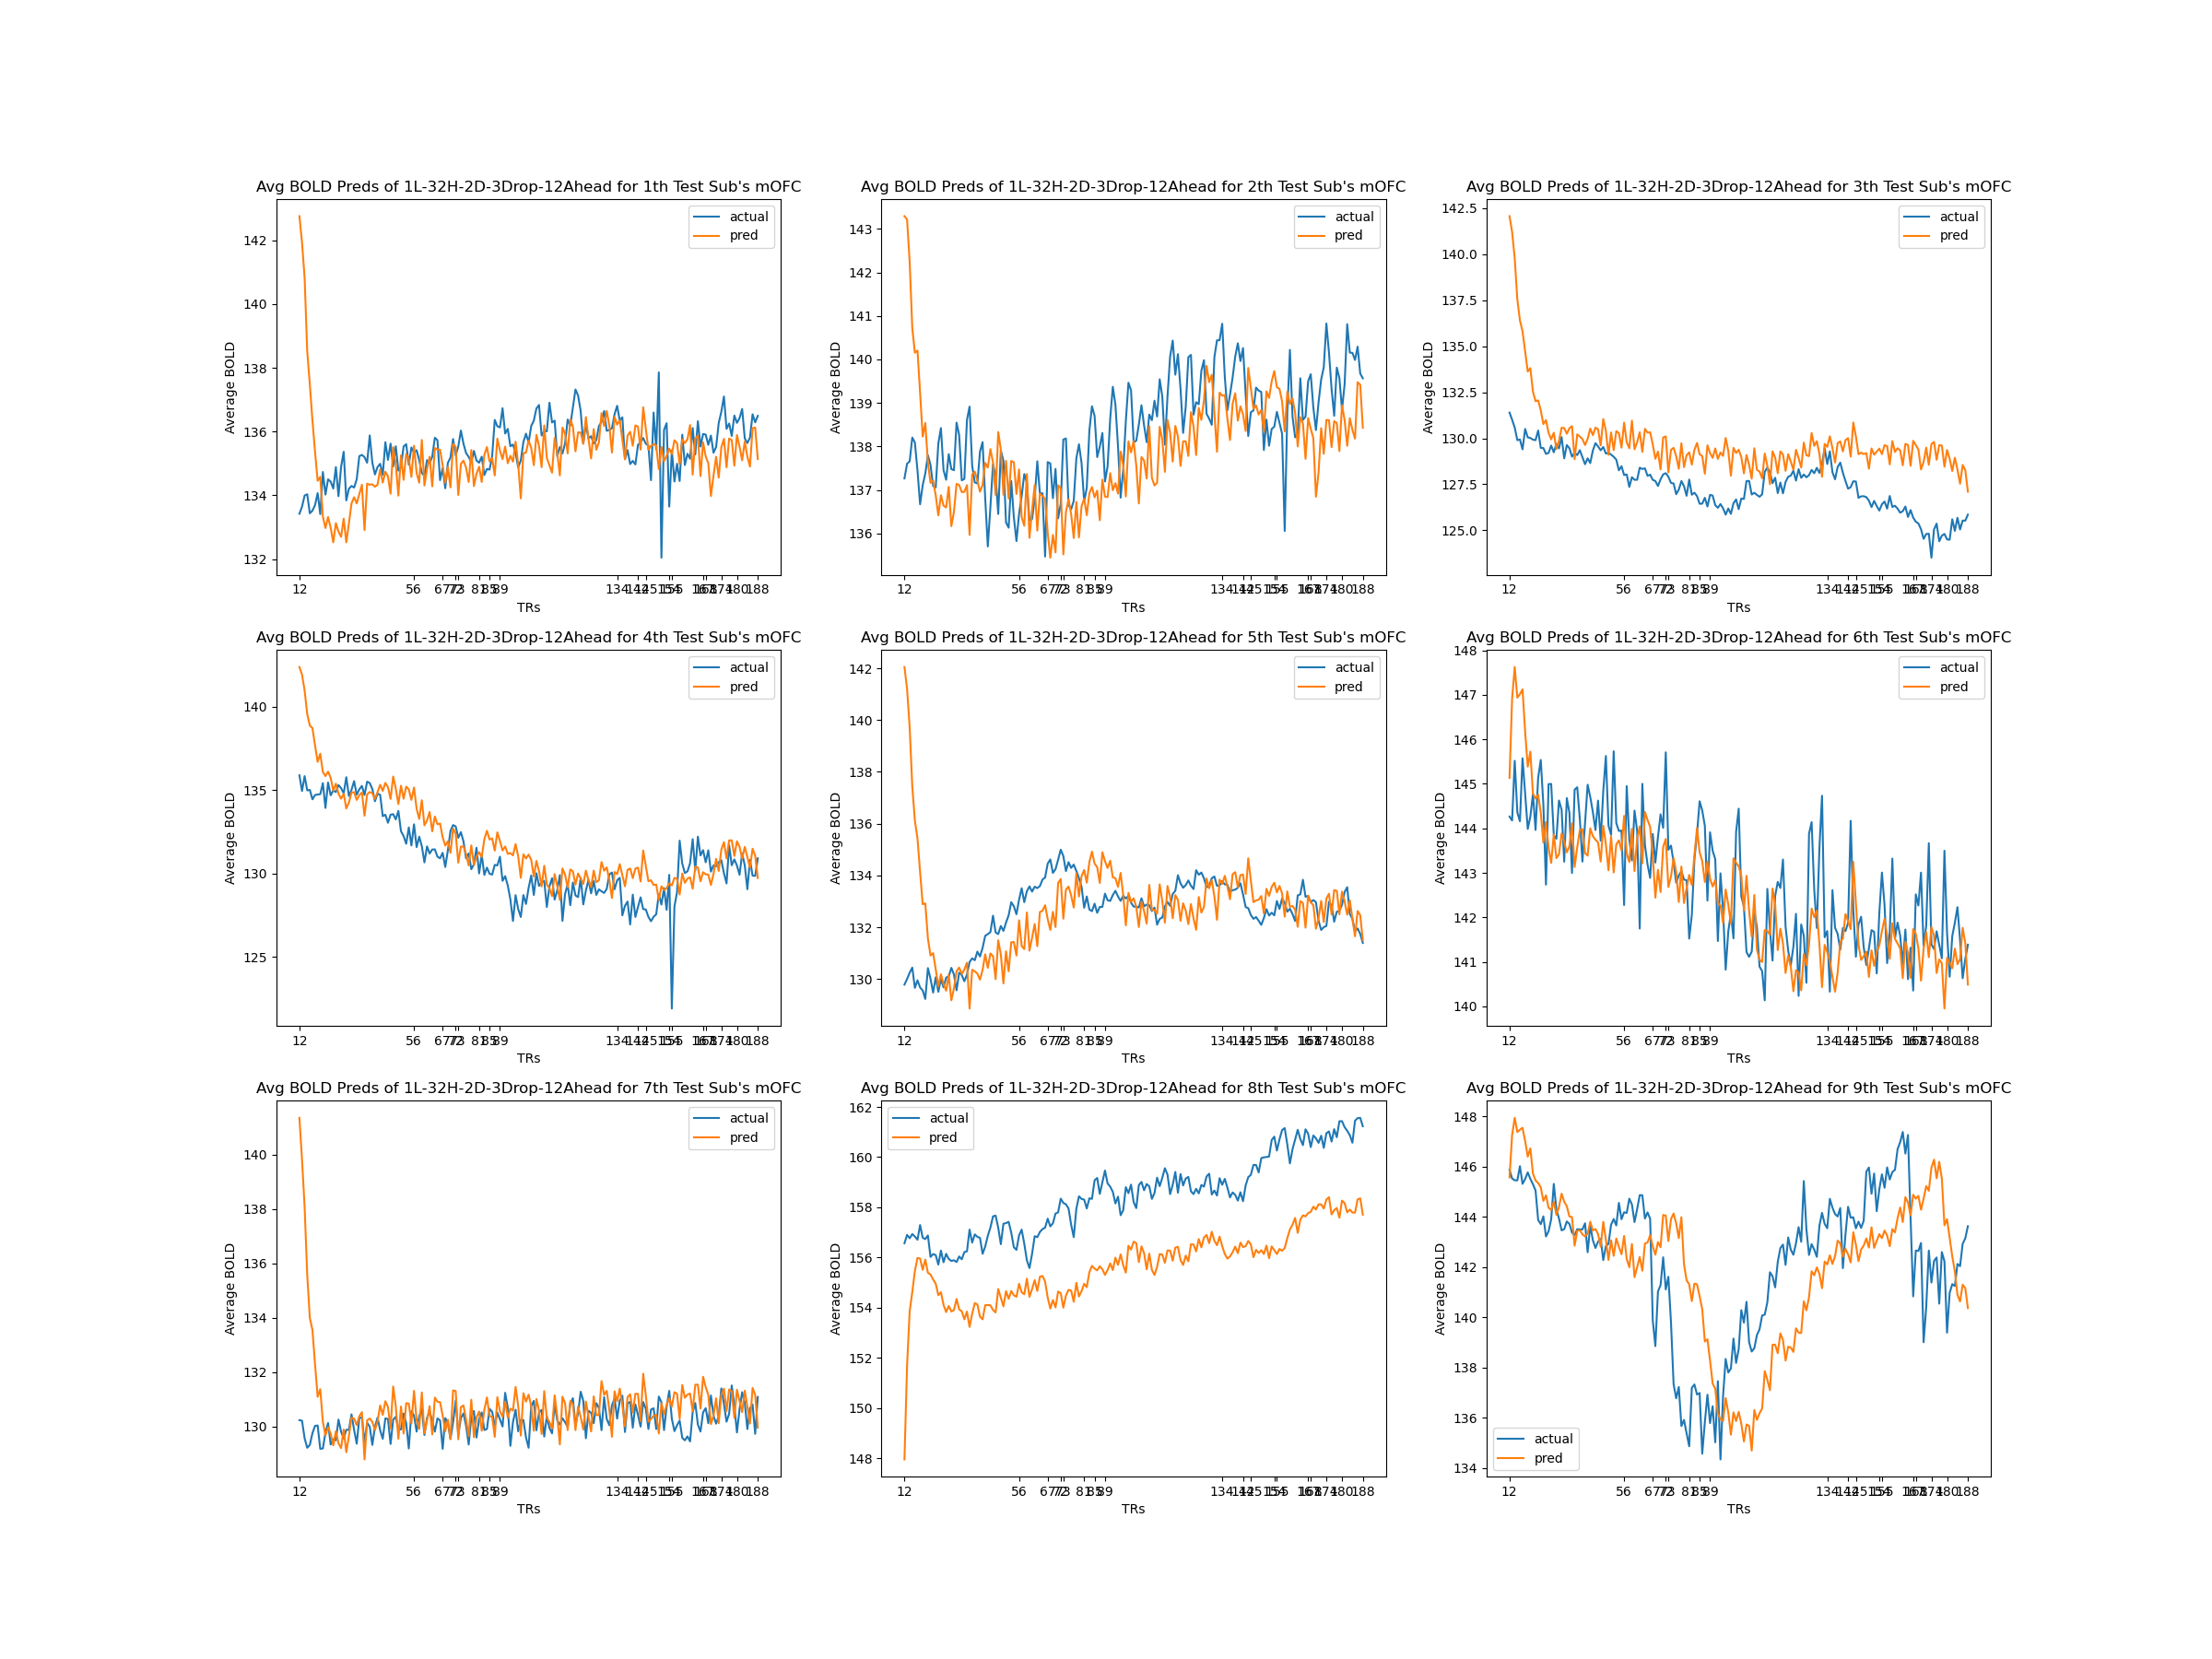 Avg BOLD Preds of 1L-32H-2D-3Drop-12Ahead for 1th Test Sub's mOFC
actual
pred
142
140
138
136
134
132
Average BOLD
12 56 89 134 188
TRs
Avg BOLD Preds of 1L-32H-2D-3Drop-12Ahead for 2th Test Sub's mOFC
actual
pred
143
142
141
140
139
138
137
136
Average BOLD
12 56 89 134 188
TRs
Avg BOLD Preds of 1L-32H-2D-3Drop-12Ahead for 3th Test Sub's mOFC
actual
pred
142.5
140.0
137.5
135.0
132.5
130.0
127.5
125.0
Average BOLD
12 56 89 134 188
TRs
Avg BOLD Preds of 1L-32H-2D-3Drop-12Ahead for 4th Test Sub's mOFC
actual
pred
140
135
130
125
Average BOLD
12 56 89 134 188
TRs
Avg BOLD Preds of 1L-32H-2D-3Drop-12Ahead for 5th Test Sub's mOFC
actual
pred
142
140
138
136
134
132
130
Average BOLD
12 56 89 134 188
TRs
Avg BOLD Preds of 1L-32H-2D-3Drop-12Ahead for 6th Test Sub's mOFC
actual
pred
148
147
146
145
144
143
142
141
140
Average BOLD
12 56 89 134 188
TRs
Avg BOLD Preds of 1L-32H-2D-3Drop-12Ahead for 7th Test Sub's mOFC
actual
pred
140
138
136
134
132
130
Average BOLD
12 56 89 134 188
TRs
Avg BOLD Preds of 1L-32H-2D-3Drop-12Ahead for 8th Test Sub's mOFC
actual
pred
162
160
158
156
154
152
150
148
Average BOLD
12 56 89 134 188
TRs
Avg BOLD Preds of 1L-32H-2D-3Drop-12Ahead for 9th Test Sub's mOFC
148
146
144
142
140
138
136
134
Average BOLD
actual
pred
12 56 89 134 188
TRs